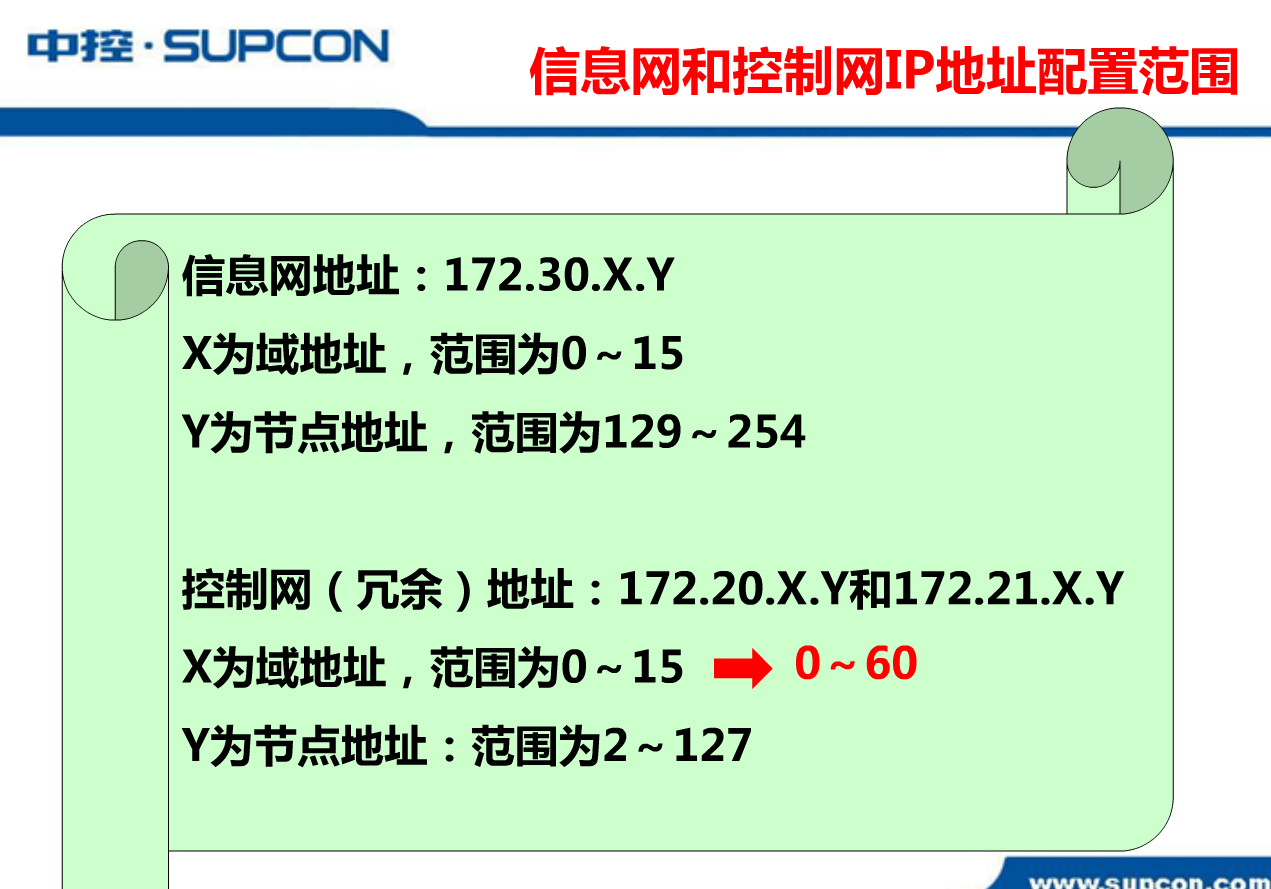 中控·SUPCON
信息网和控制网IP地址配置范围
信息网地址：172.30.X.Y
X为域地址，范围为0～15
Y为节点地址，范围为129～254
控制网（冗余）地址：172.20.X.Y和172.21.X.Y
X为域地址，范围为0～15 0～60
Y为节点地址：范围为2～127
www.supcon.com